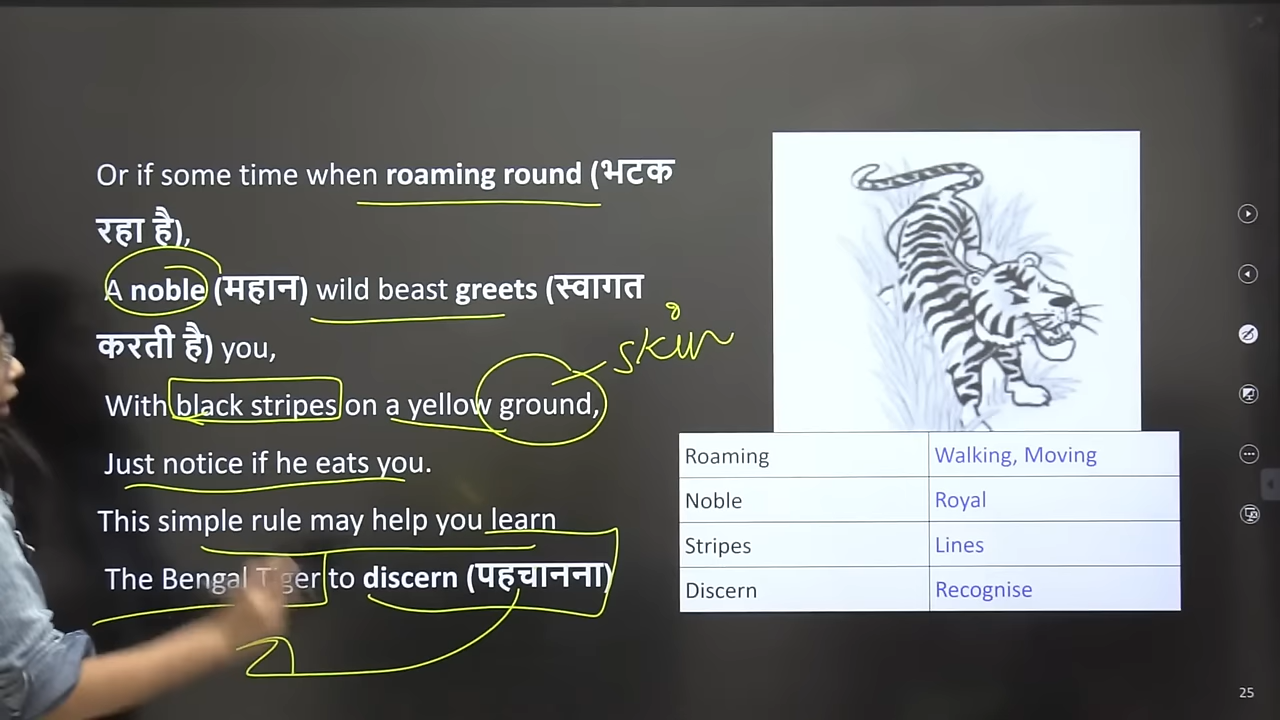 Or if some time when roaming round (भटक
रहा है),
A noble (महान) wild beast greets (स्वागत
करती है) you,
With black stripes on a yellow ground,
skin
Just notice if he eats you.
This simple rule may help you learn
The Bengal Tiger to discern (पहचानना)
Roaming Walking, Moving
Noble Royal
Stripes Lines
Discern Recognise
25